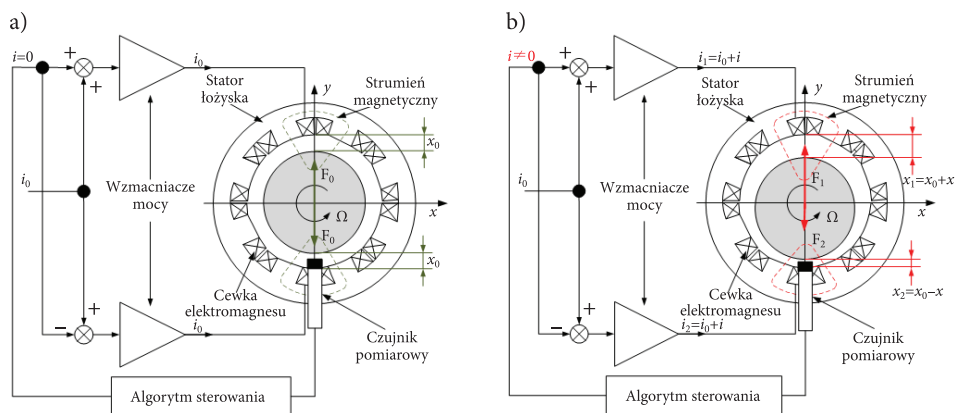 a)
i=0
+
+
i₀
Stator
łożyska
y
Strumień
magnetyczny
x₀
F₀
i₀
Wzmacniacze
mocy
Ω
x
F₀
x₀
Cewka
elektromagnesu
+
−
i₀
Czujnik
pomiarowy
Algorytm sterowania
b)
i≠0
+
+
i₁=i₀+i
Stator
łożyska
y
Strumień
magnetyczny
F₁
x₁=x₀+x
i₀
Wzmacniacze
mocy
Ω
x
F₂
x₂=x₀−x
Cewka
elektromagnesu
+
−
i₂=i₀+i
Czujnik
pomiarowy
Algorytm sterowania